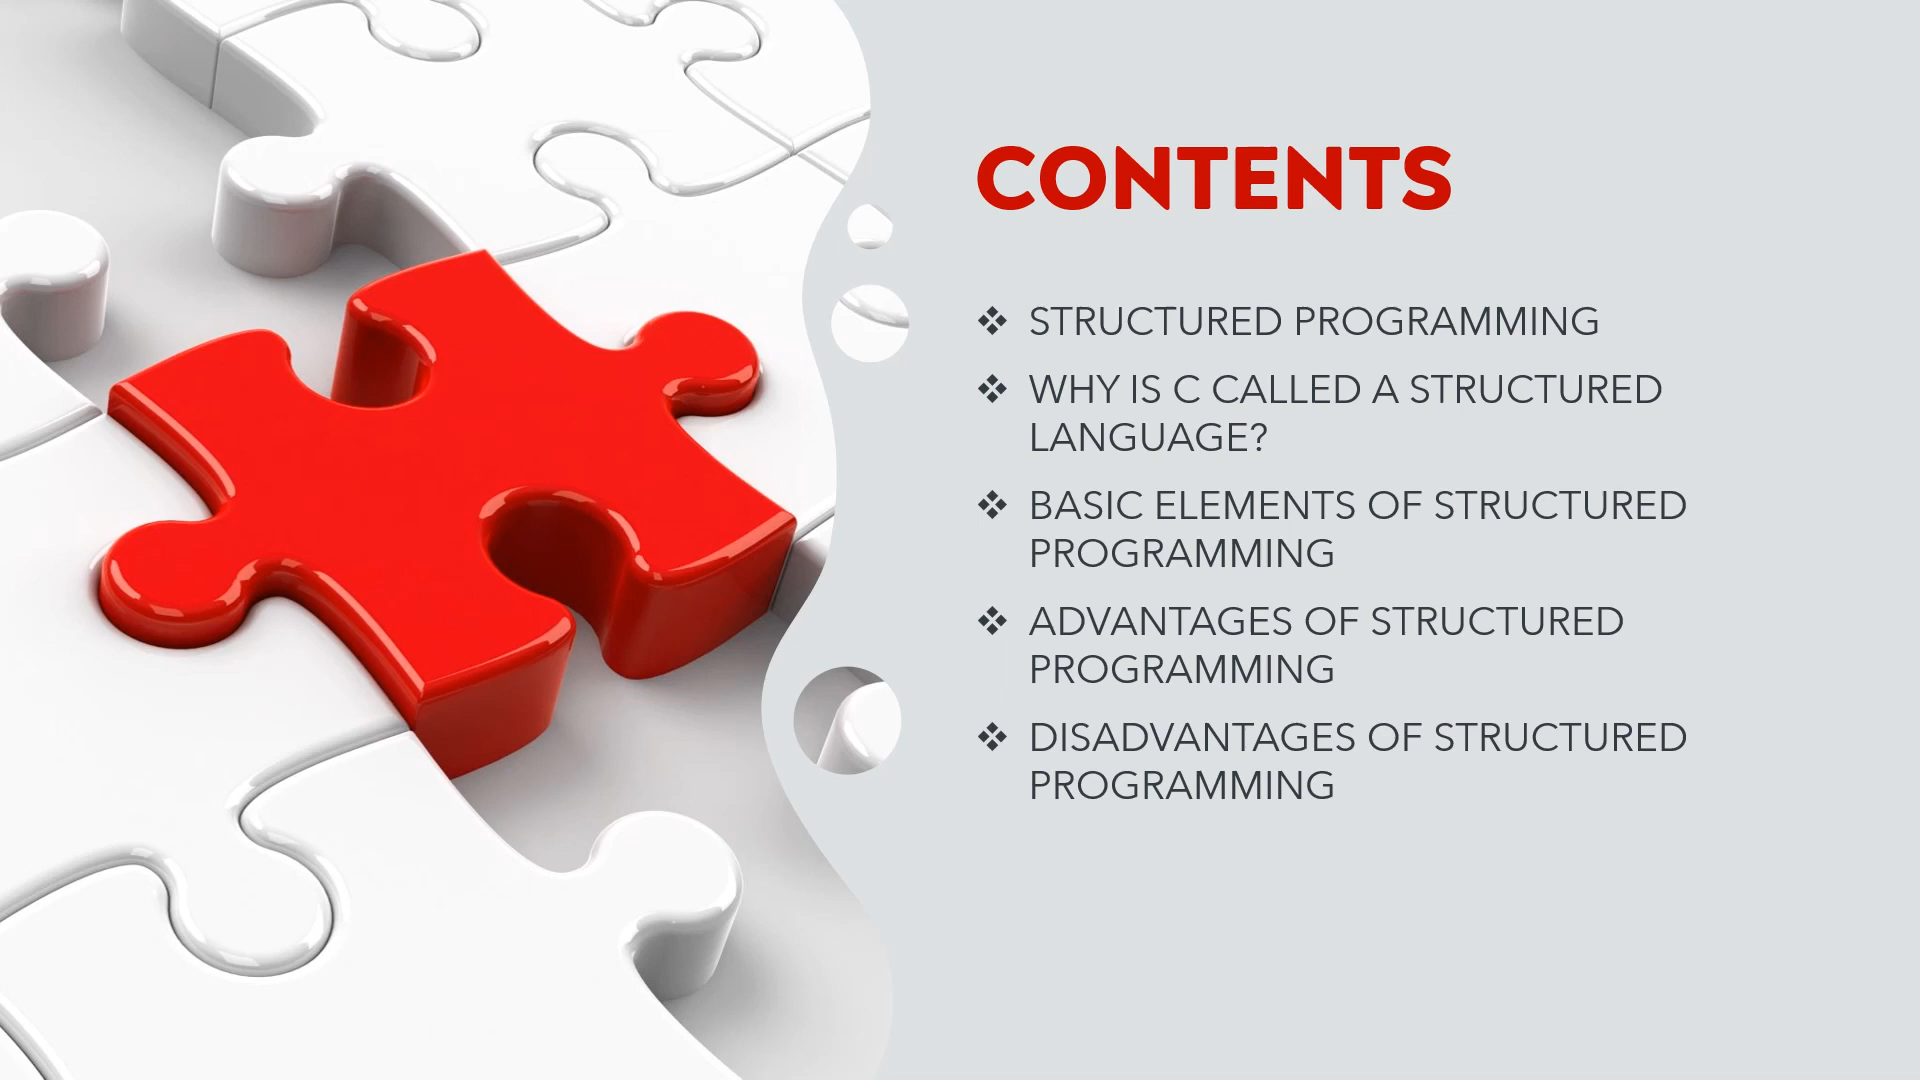 CONTENTS
❖ STRUCTURED PROGRAMMING
❖ WHY IS C CALLED A STRUCTURED
LANGUAGE?
❖ BASIC ELEMENTS OF STRUCTURED
PROGRAMMING
❖ ADVANTAGES OF STRUCTURED
PROGRAMMING
❖ DISADVANTAGES OF STRUCTURED
PROGRAMMING